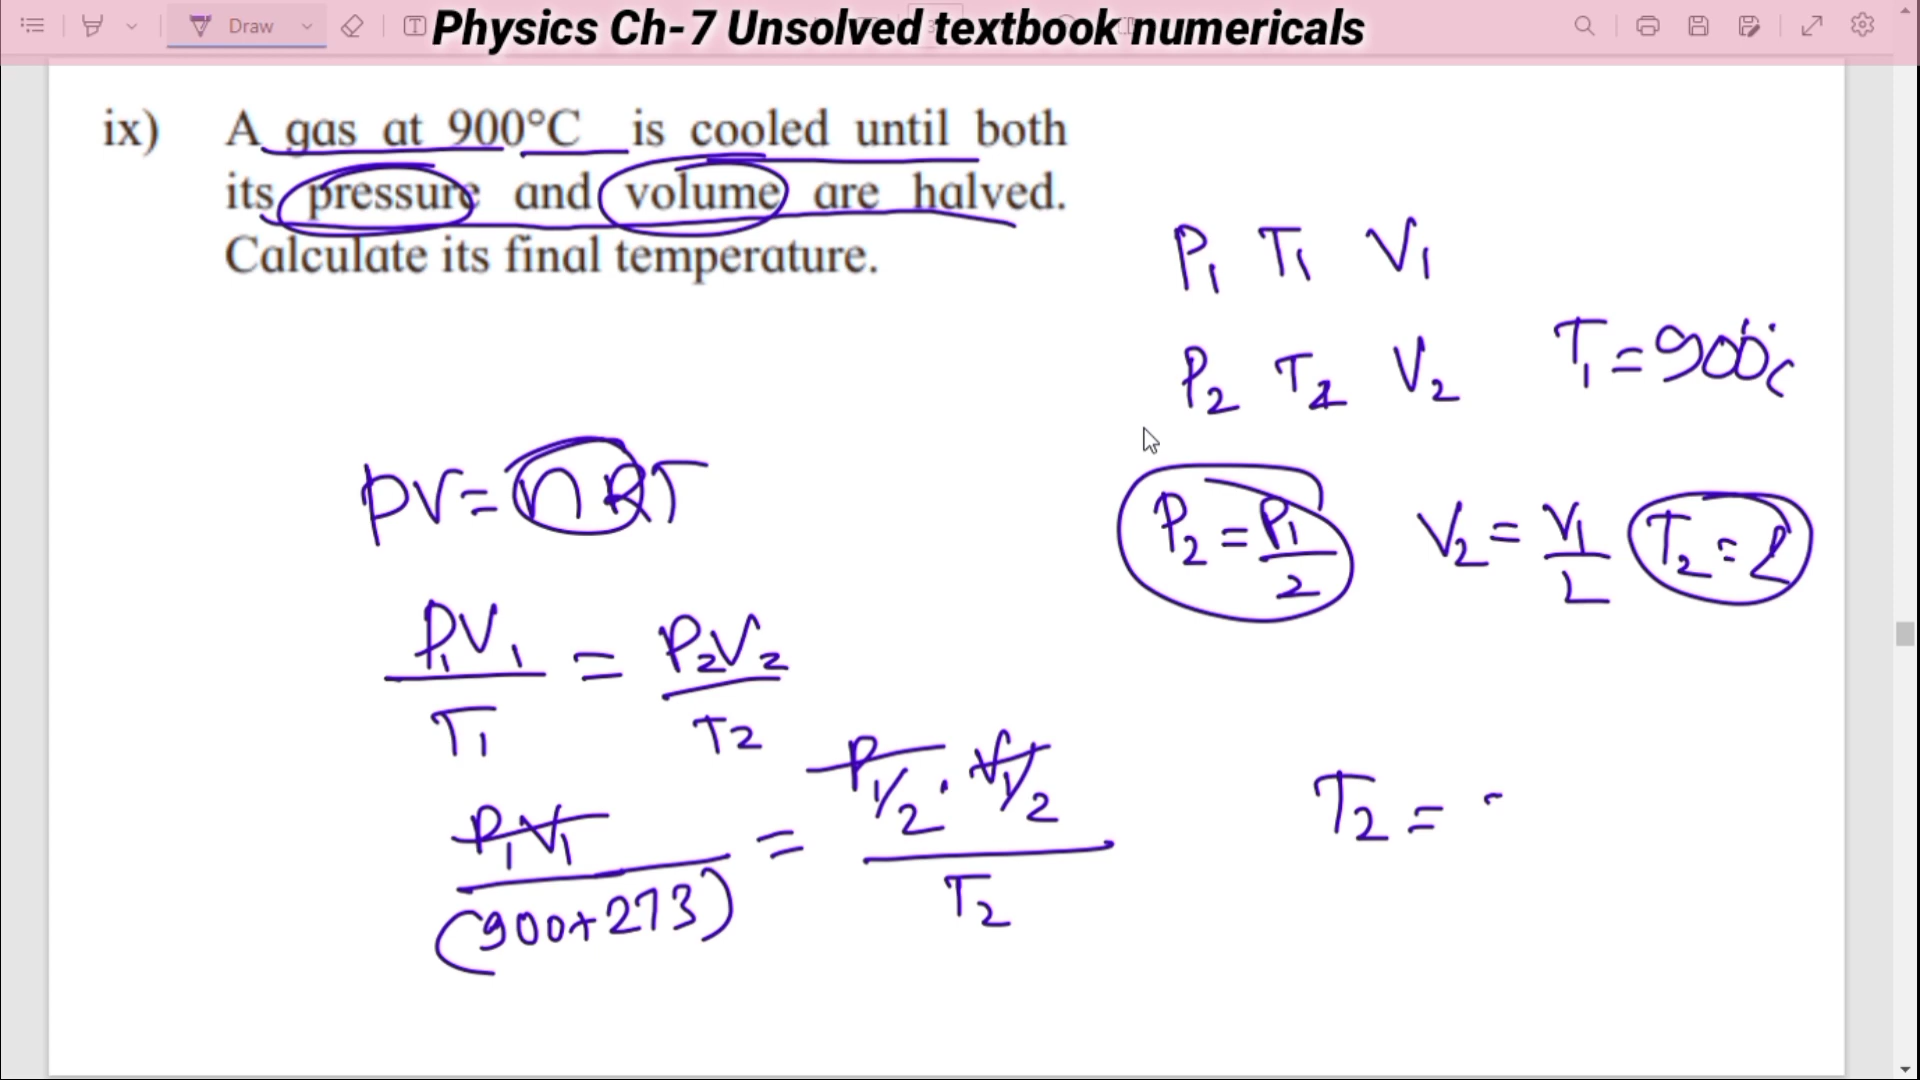 Draw
Physics Ch-7 Unsolved textbook numericals
ix) A gas at 900°C is cooled until both
its pressure and volume are halved.
Calculate its final temperature.
P₁ T₁ V₁
P₂ T₂ V₂
T₁ = 900°C
PV = nRT
P₂ = P₁/2
V₂ = V₁/2
T₂ = ?
P₁V₁/T₁ = P₂V₂/T₂
P₁V₁/(900+273) = P₁/2 · V₁/2 / T₂
T₂ =